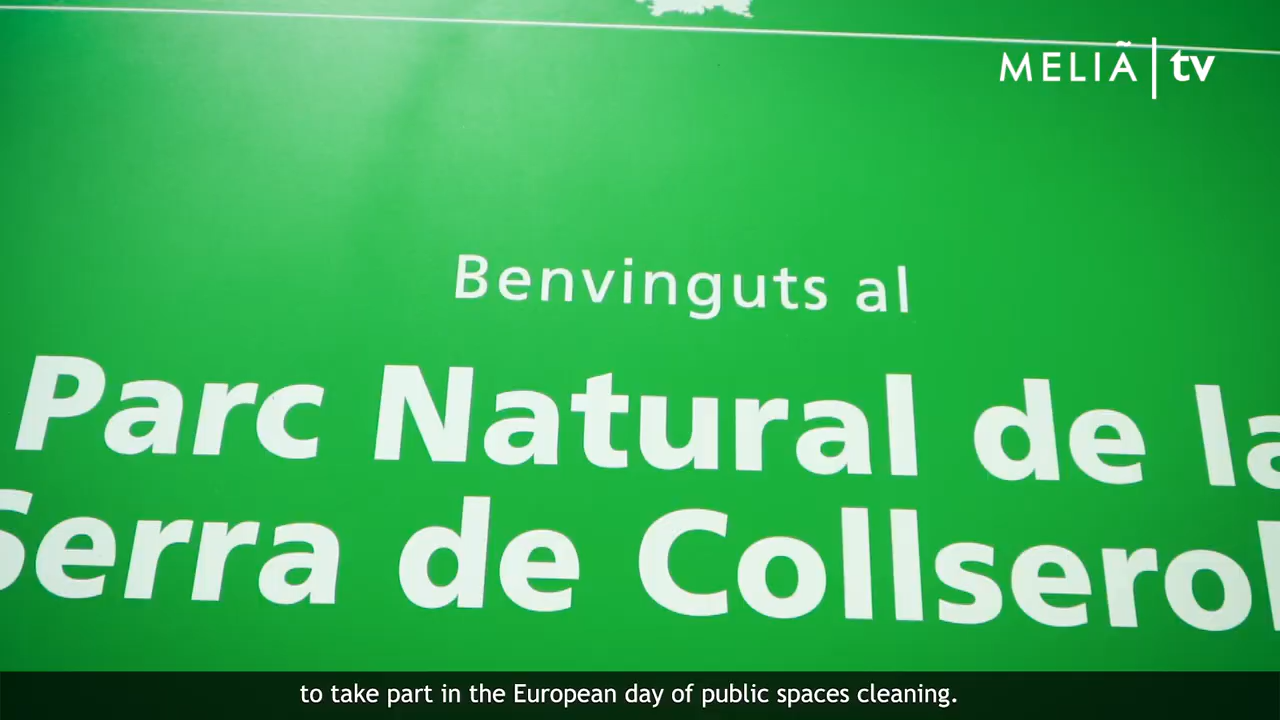 MELIÃ | tv
Benvinguts al
Parc Natural de la
Serra de Collserol
to take part in the European day of public spaces cleaning.